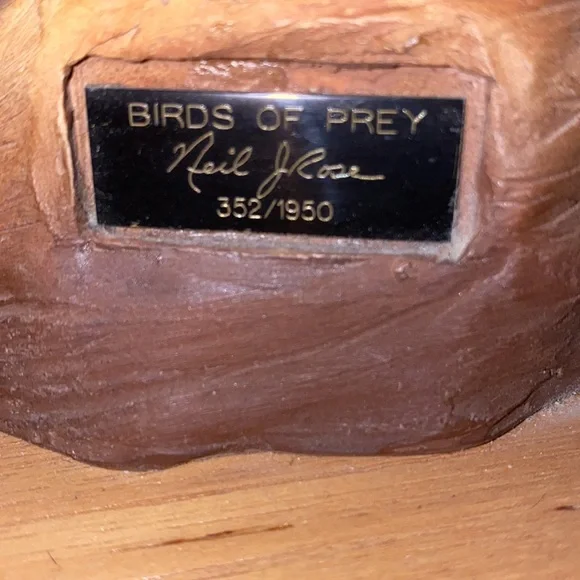 BIRDS OF PREY
Neil J Rose
352/1950